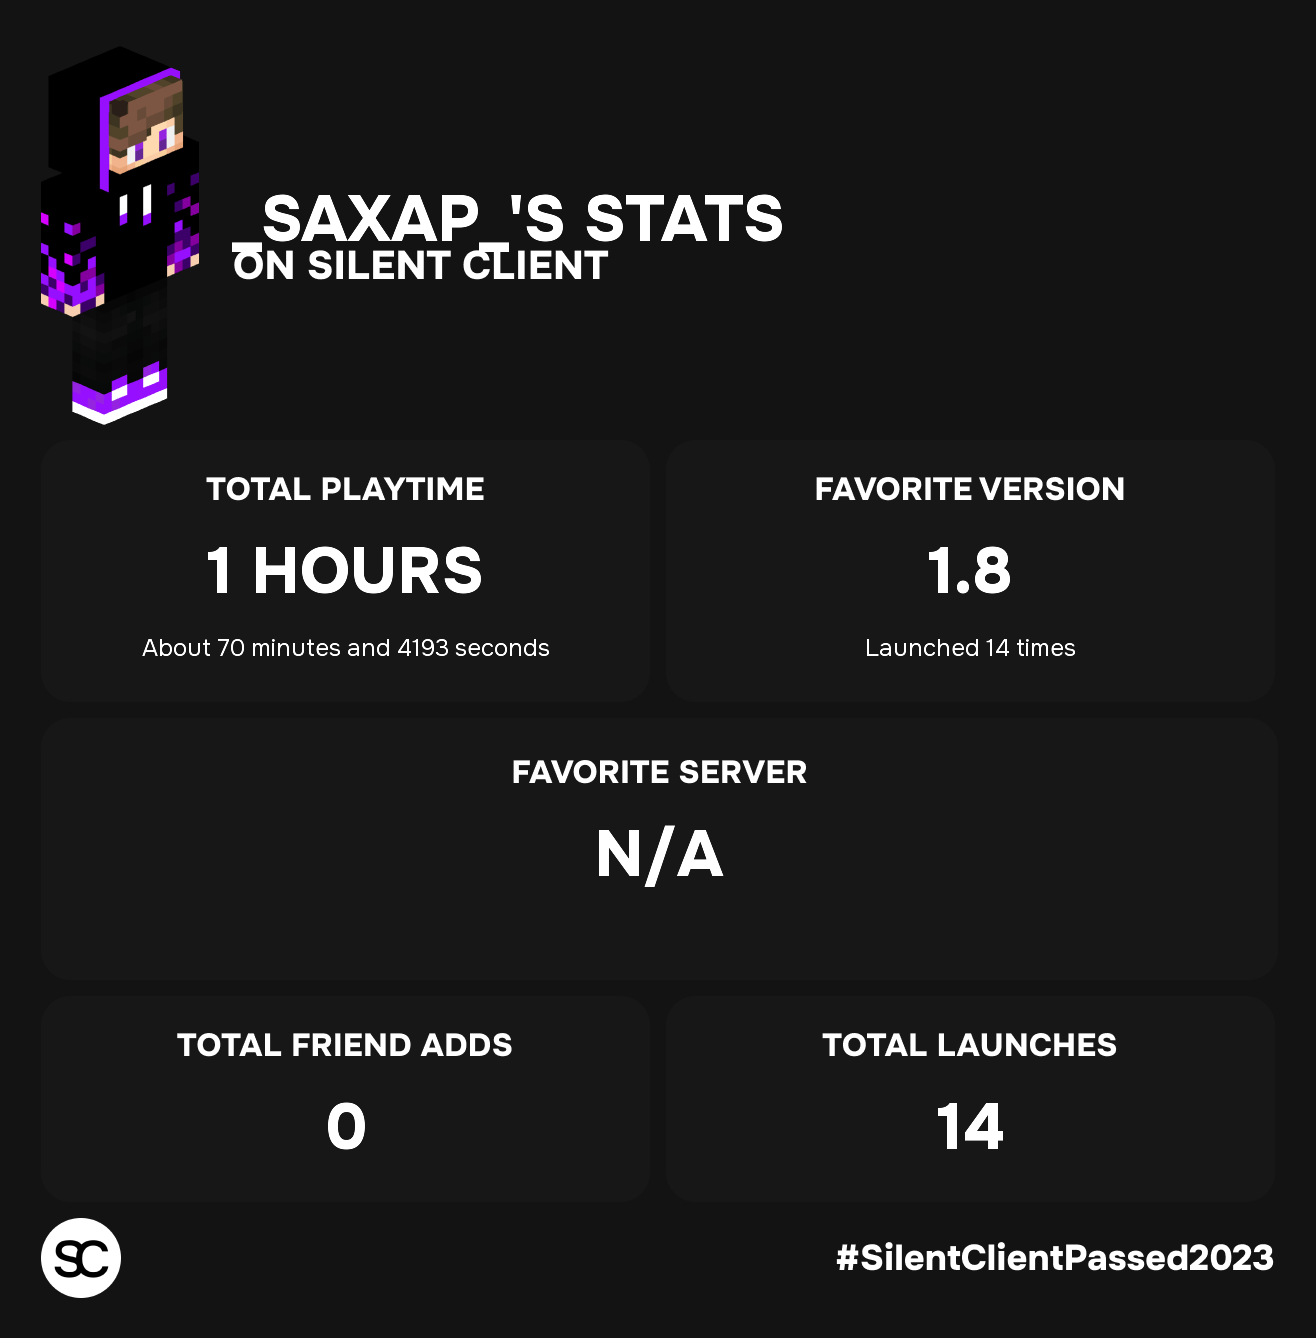 _SAXAP_'S STATS
ON SILENT CLIENT
TOTAL PLAYTIME
1 HOURS
About 70 minutes and 4193 seconds
FAVORITE VERSION
1.8
Launched 14 times
FAVORITE SERVER
N/A
TOTAL FRIEND ADDS
0
TOTAL LAUNCHES
14
SC
#SilentClientPassed2023